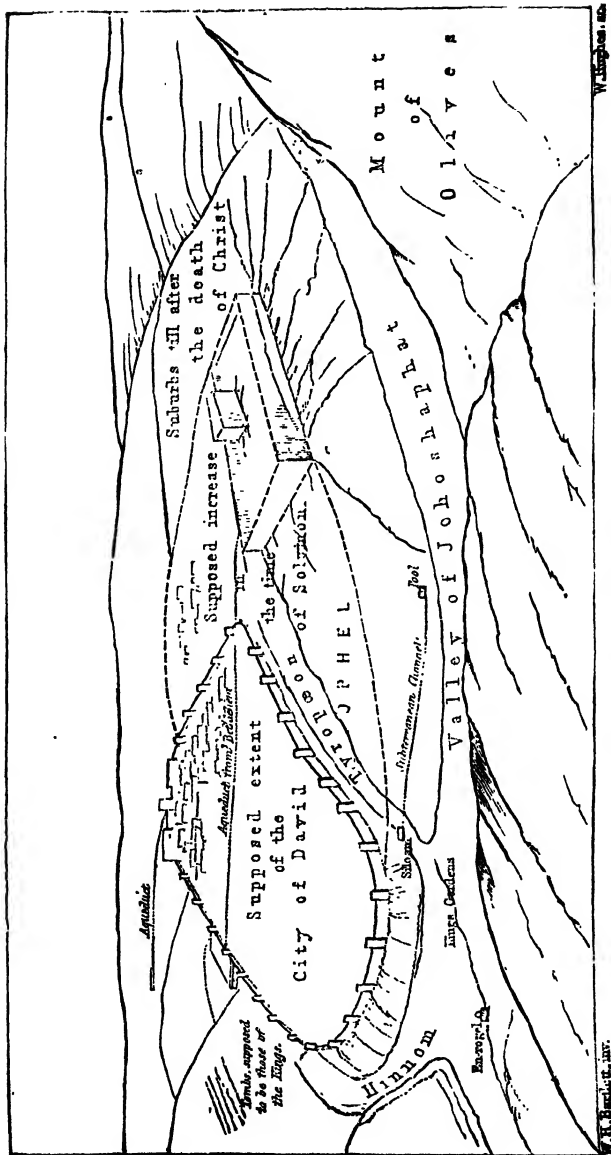 Mount
of
Olives
Suburbs till after
the death
of Christ
Supposed increase
in
the time
of Solomon
Aqueduct
Aqueduct from Bethlehem
Supposed extent
of the
City of David
Tyropœon
OPHEL
Subterranean Channel
Pool
Siloam
Valley of Jehoshaphat
Kings Gardens
En-rogel
Hinnom
Tombs, supposed
to be those of
the Kings.
W. H. Bartlett, inv.
W. Hughes, sc.